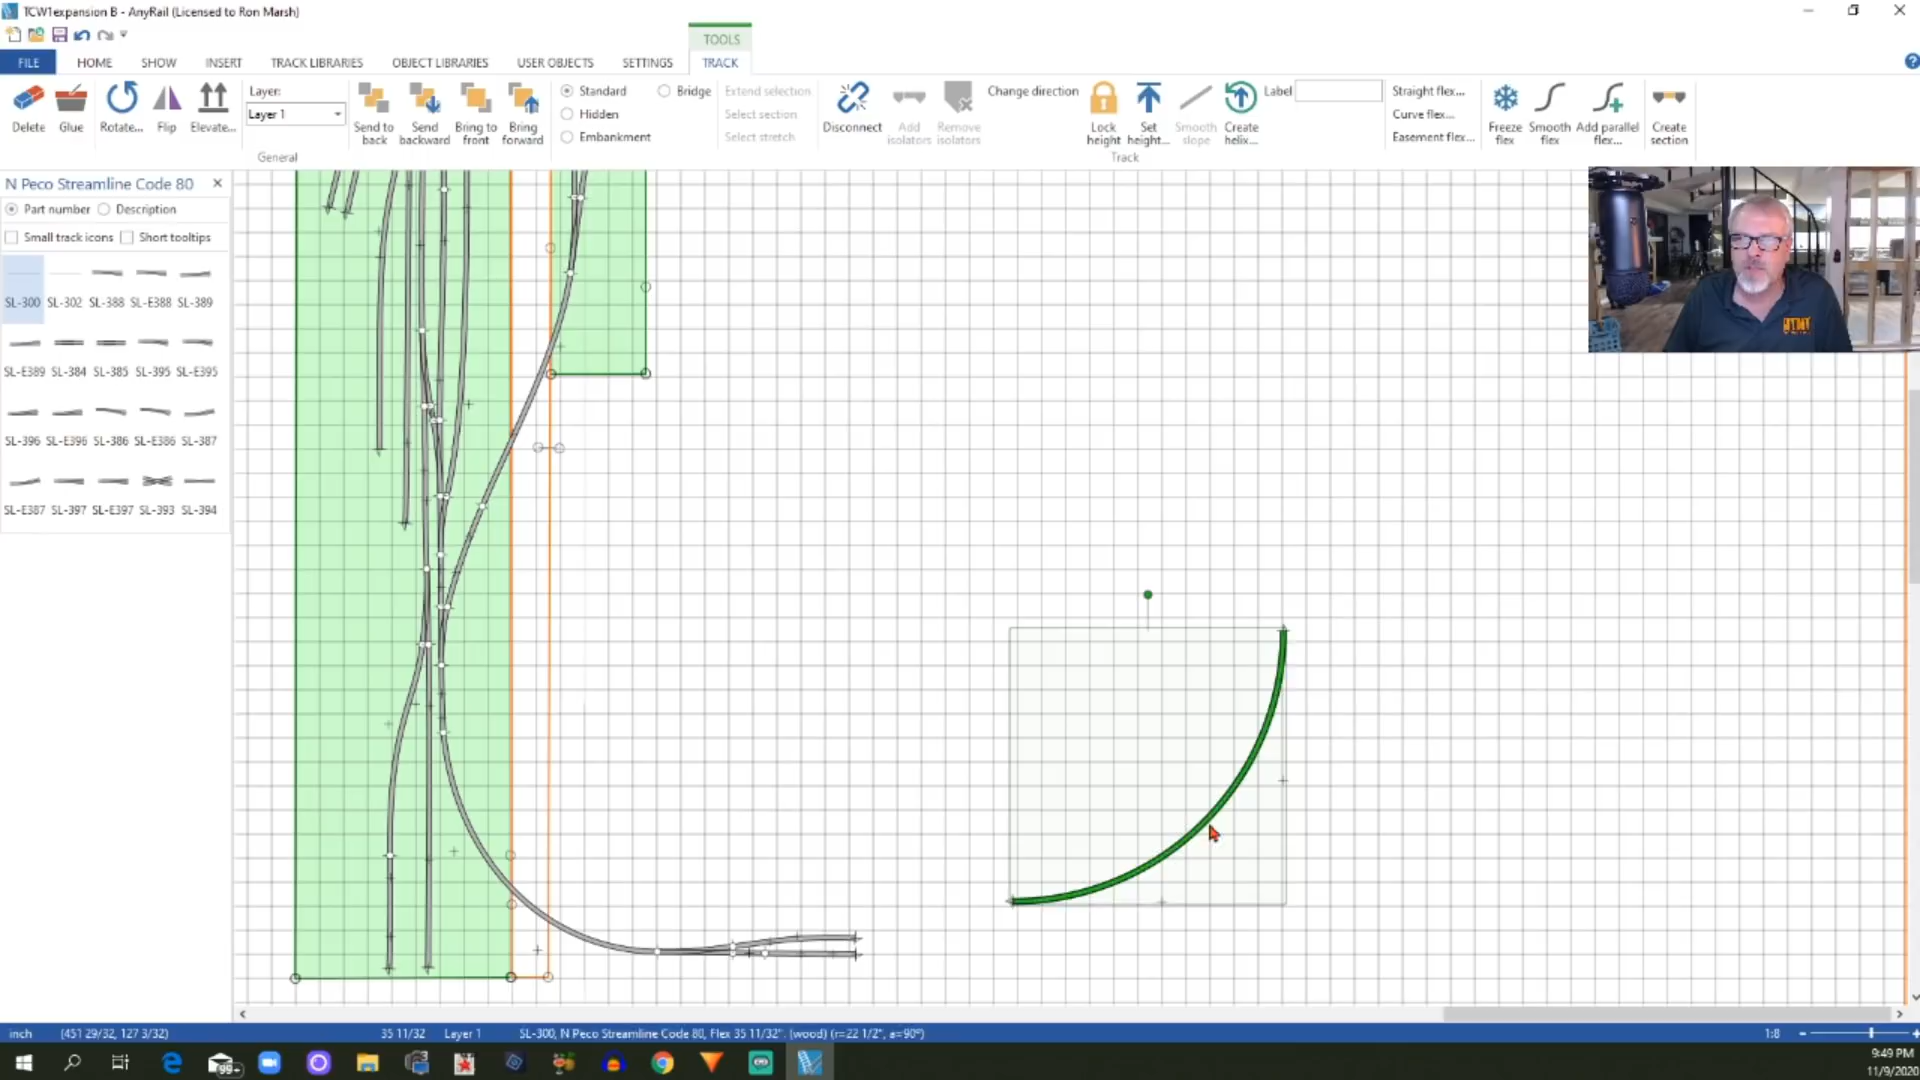 TCW1expansion B - AnyRail (Licensed to Ron Marsh)
TOOLS
FILE HOME SHOW INSERT TRACK LIBRARIES OBJECT LIBRARIES USER OBJECTS SETTINGS TRACK
Delete Glue Rotate... Flip Elevate... Layer: Layer 1 Send to back Send backward Bring to front Bring forward
Standard Hidden Embankment Bridge Extend selection Select section Select stretch
Disconnect Add isolators Remove isolators Change direction Lock height Set height... Smooth slope Create helix... Label
Straight flex... Curve flex... Easement flex... Freeze flex Smooth flex Add parallel flex... Create section
General Track
N Peco Streamline Code 80
Part number Description
Small track icons Short tooltips
SL-300 SL-302 SL-388 SL-E388 SL-389
SL-E389 SL-384 SL-385 SL-395 SL-E395
SL-396 SL-E396 SL-386 SL-E386 SL-387
SL-E387 SL-397 SL-E397 SL-393 SL-394
inch (451 29/32, 127 3/32) 35 11/32 Layer 1 SL-300, N Peco Streamline Code 80, Flex 35 11/32". (wood) (r=22 1/2", a=90°) 1:8
99+
9:49 PM
11/9/2020